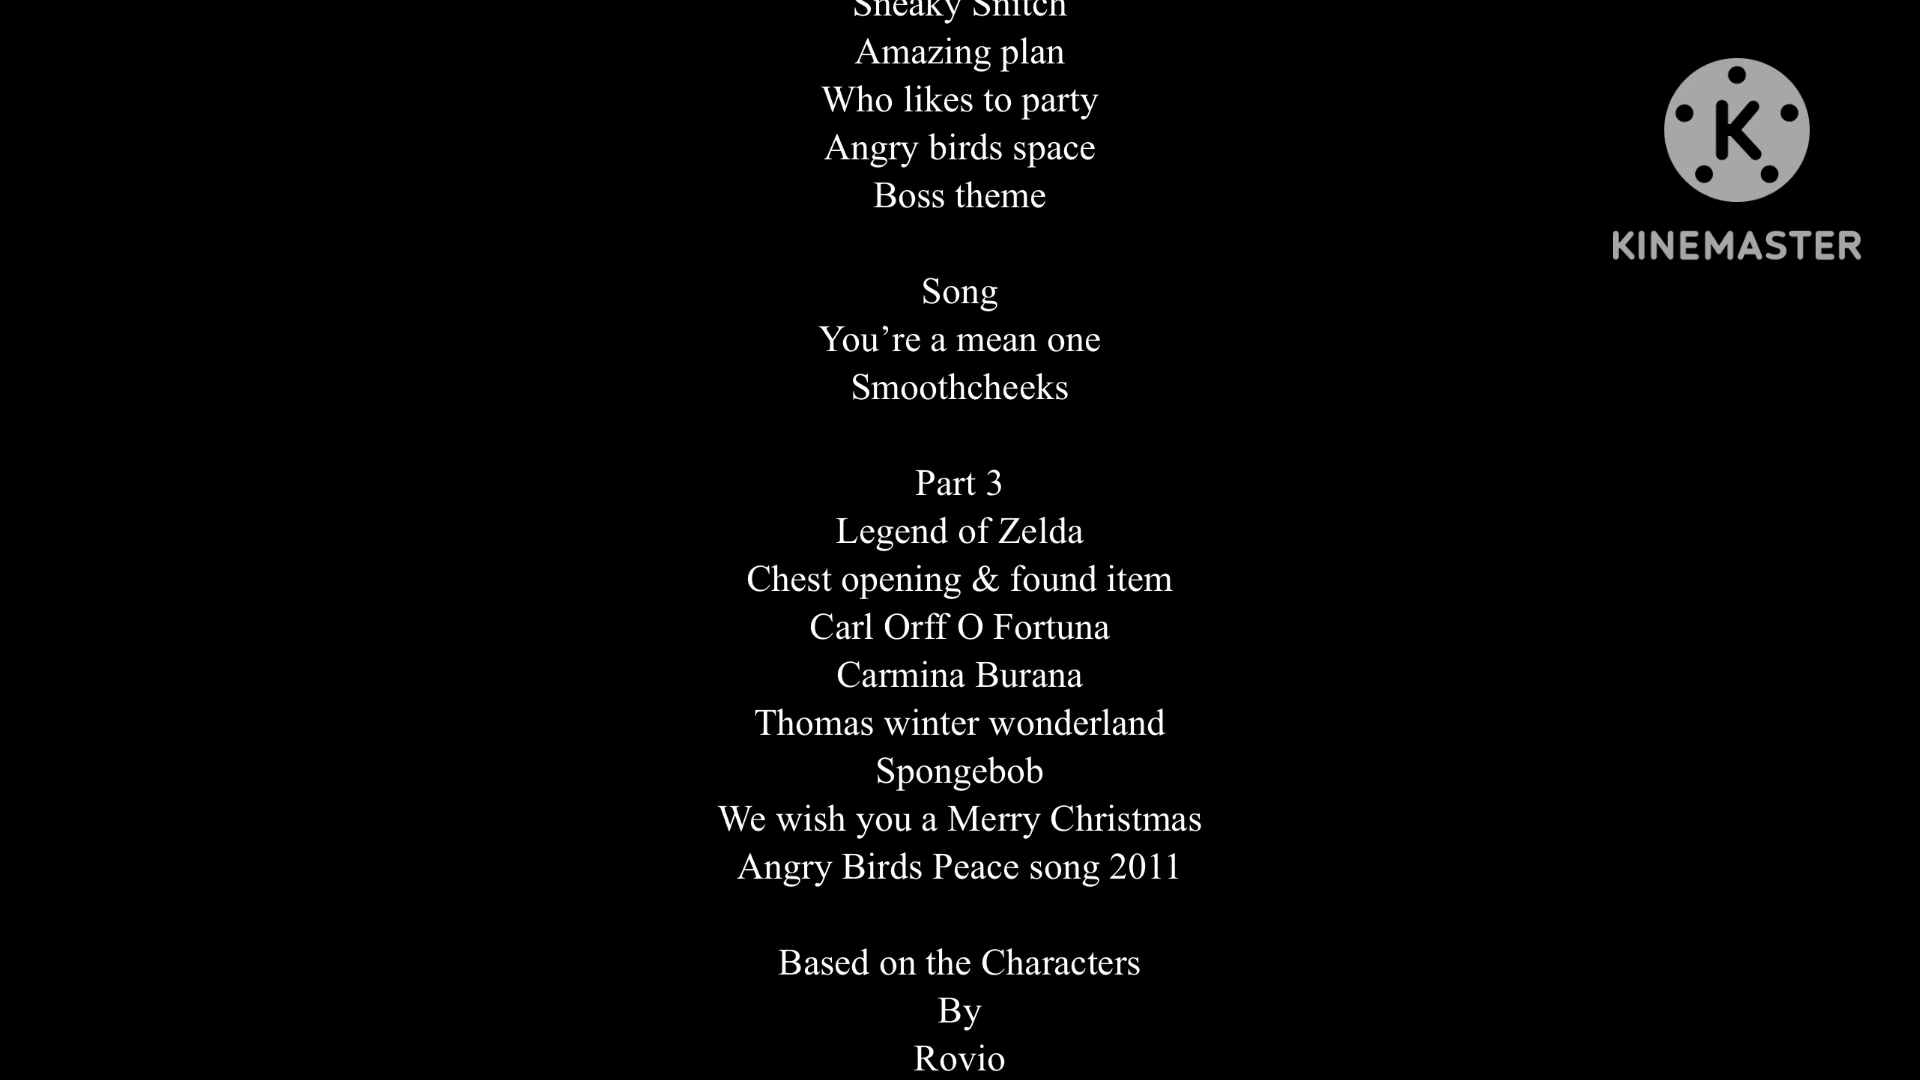 Sneaky Snitch
Amazing plan
Who likes to party
Angry birds space
Boss theme
Song
You’re a mean one
Smoothcheeks
Part 3
Legend of Zelda
Chest opening & found item
Carl Orff O Fortuna
Carmina Burana
Thomas winter wonderland
Spongebob
We wish you a Merry Christmas
Angry Birds Peace song 2011
Based on the Characters
By
Rovio
K
KINEMASTER